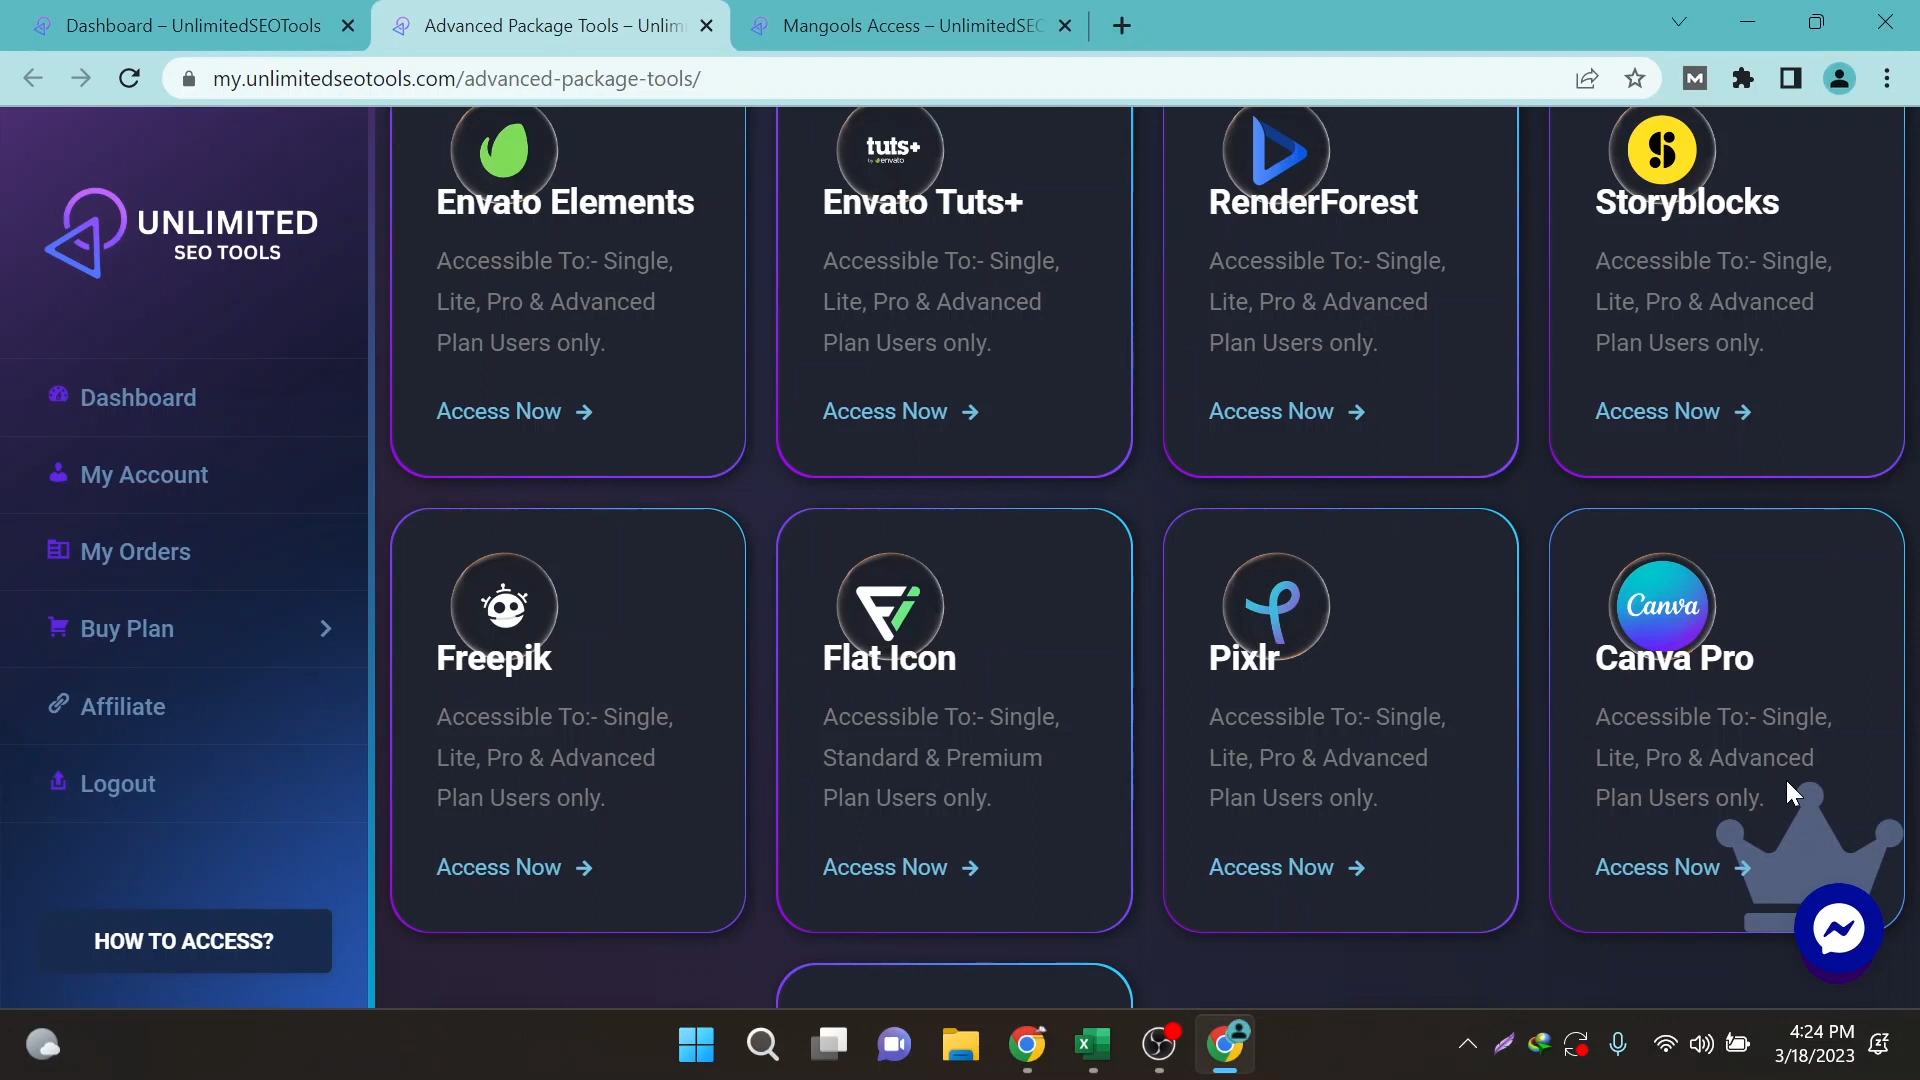 Dashboard – UnlimitedSEOTools
Advanced Package Tools – Unlim
Mangools Access – UnlimitedSEO
my.unlimitedseotools.com/advanced-package-tools/
UNLIMITED
SEO TOOLS
Dashboard
My Account
My Orders
Buy Plan
Affiliate
Logout
HOW TO ACCESS?
Envato Elements
Accessible To:- Single,
Lite, Pro & Advanced
Plan Users only.
Access Now
tuts+
by envato
Envato Tuts+
Accessible To:- Single,
Lite, Pro & Advanced
Plan Users only.
Access Now
RenderForest
Accessible To:- Single,
Lite, Pro & Advanced
Plan Users only.
Access Now
Storyblocks
Accessible To:- Single,
Lite, Pro & Advanced
Plan Users only.
Access Now
Freepik
Accessible To:- Single,
Lite, Pro & Advanced
Plan Users only.
Access Now
Flat Icon
Accessible To:- Single,
Standard & Premium
Plan Users only.
Access Now
Pixlr
Accessible To:- Single,
Lite, Pro & Advanced
Plan Users only.
Access Now
Canva
Canva Pro
Accessible To:- Single,
Lite, Pro & Advanced
Plan Users only.
Access Now
4:24 PM
3/18/2023